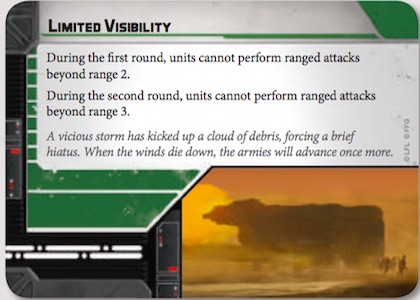 LIMITED VISIBILITY
During the first round, units cannot perform ranged attacks
beyond range 2.
During the second round, units cannot perform ranged attacks
beyond range 3.
A vicious storm has kicked up a cloud of debris, forcing a brief
hiatus. When the winds die down, the armies will advance once more.
© LFL © FFG